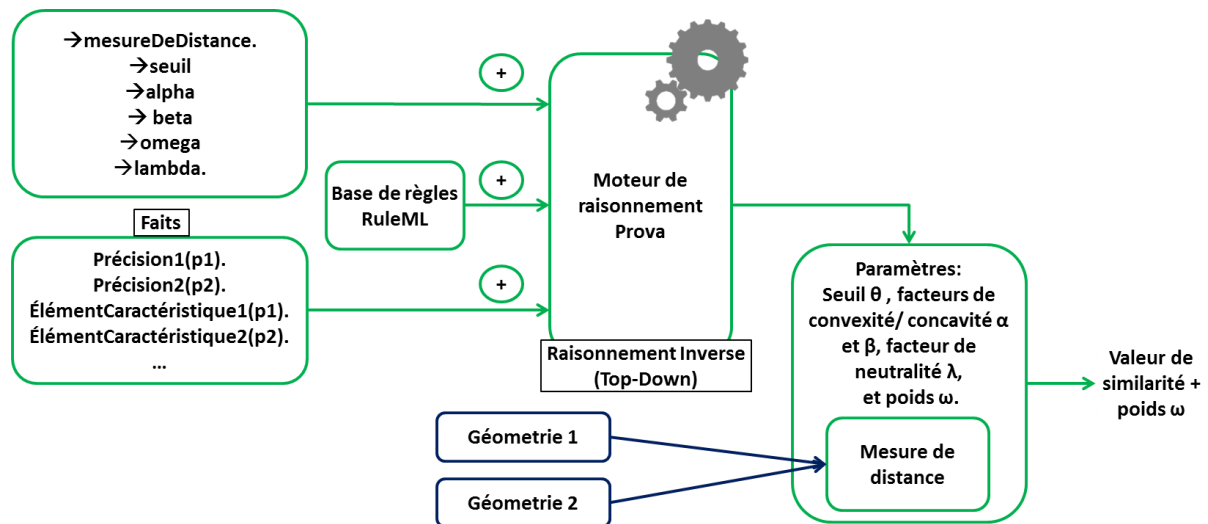 →mesureDeDistance.
→seuil
→alpha
→ beta
→omega
→lambda.
Faits
Précision1(p1).
Précision2(p2).
ÉlémentCaractéristique1(p1).
ÉlémentCaractéristique2(p2).
...
+
Base de règles
RuleML
+
+
Moteur de
raisonnement
Prova
Raisonnement Inverse
(Top-Down)
Géometrie 1
Géometrie 2
Paramètres:
Seuil θ , facteurs de
convexité/ concavité α
et β, facteur de
neutralité λ,
et poids ω.
Mesure de
distance
Valeur de
similarité +
poids ω